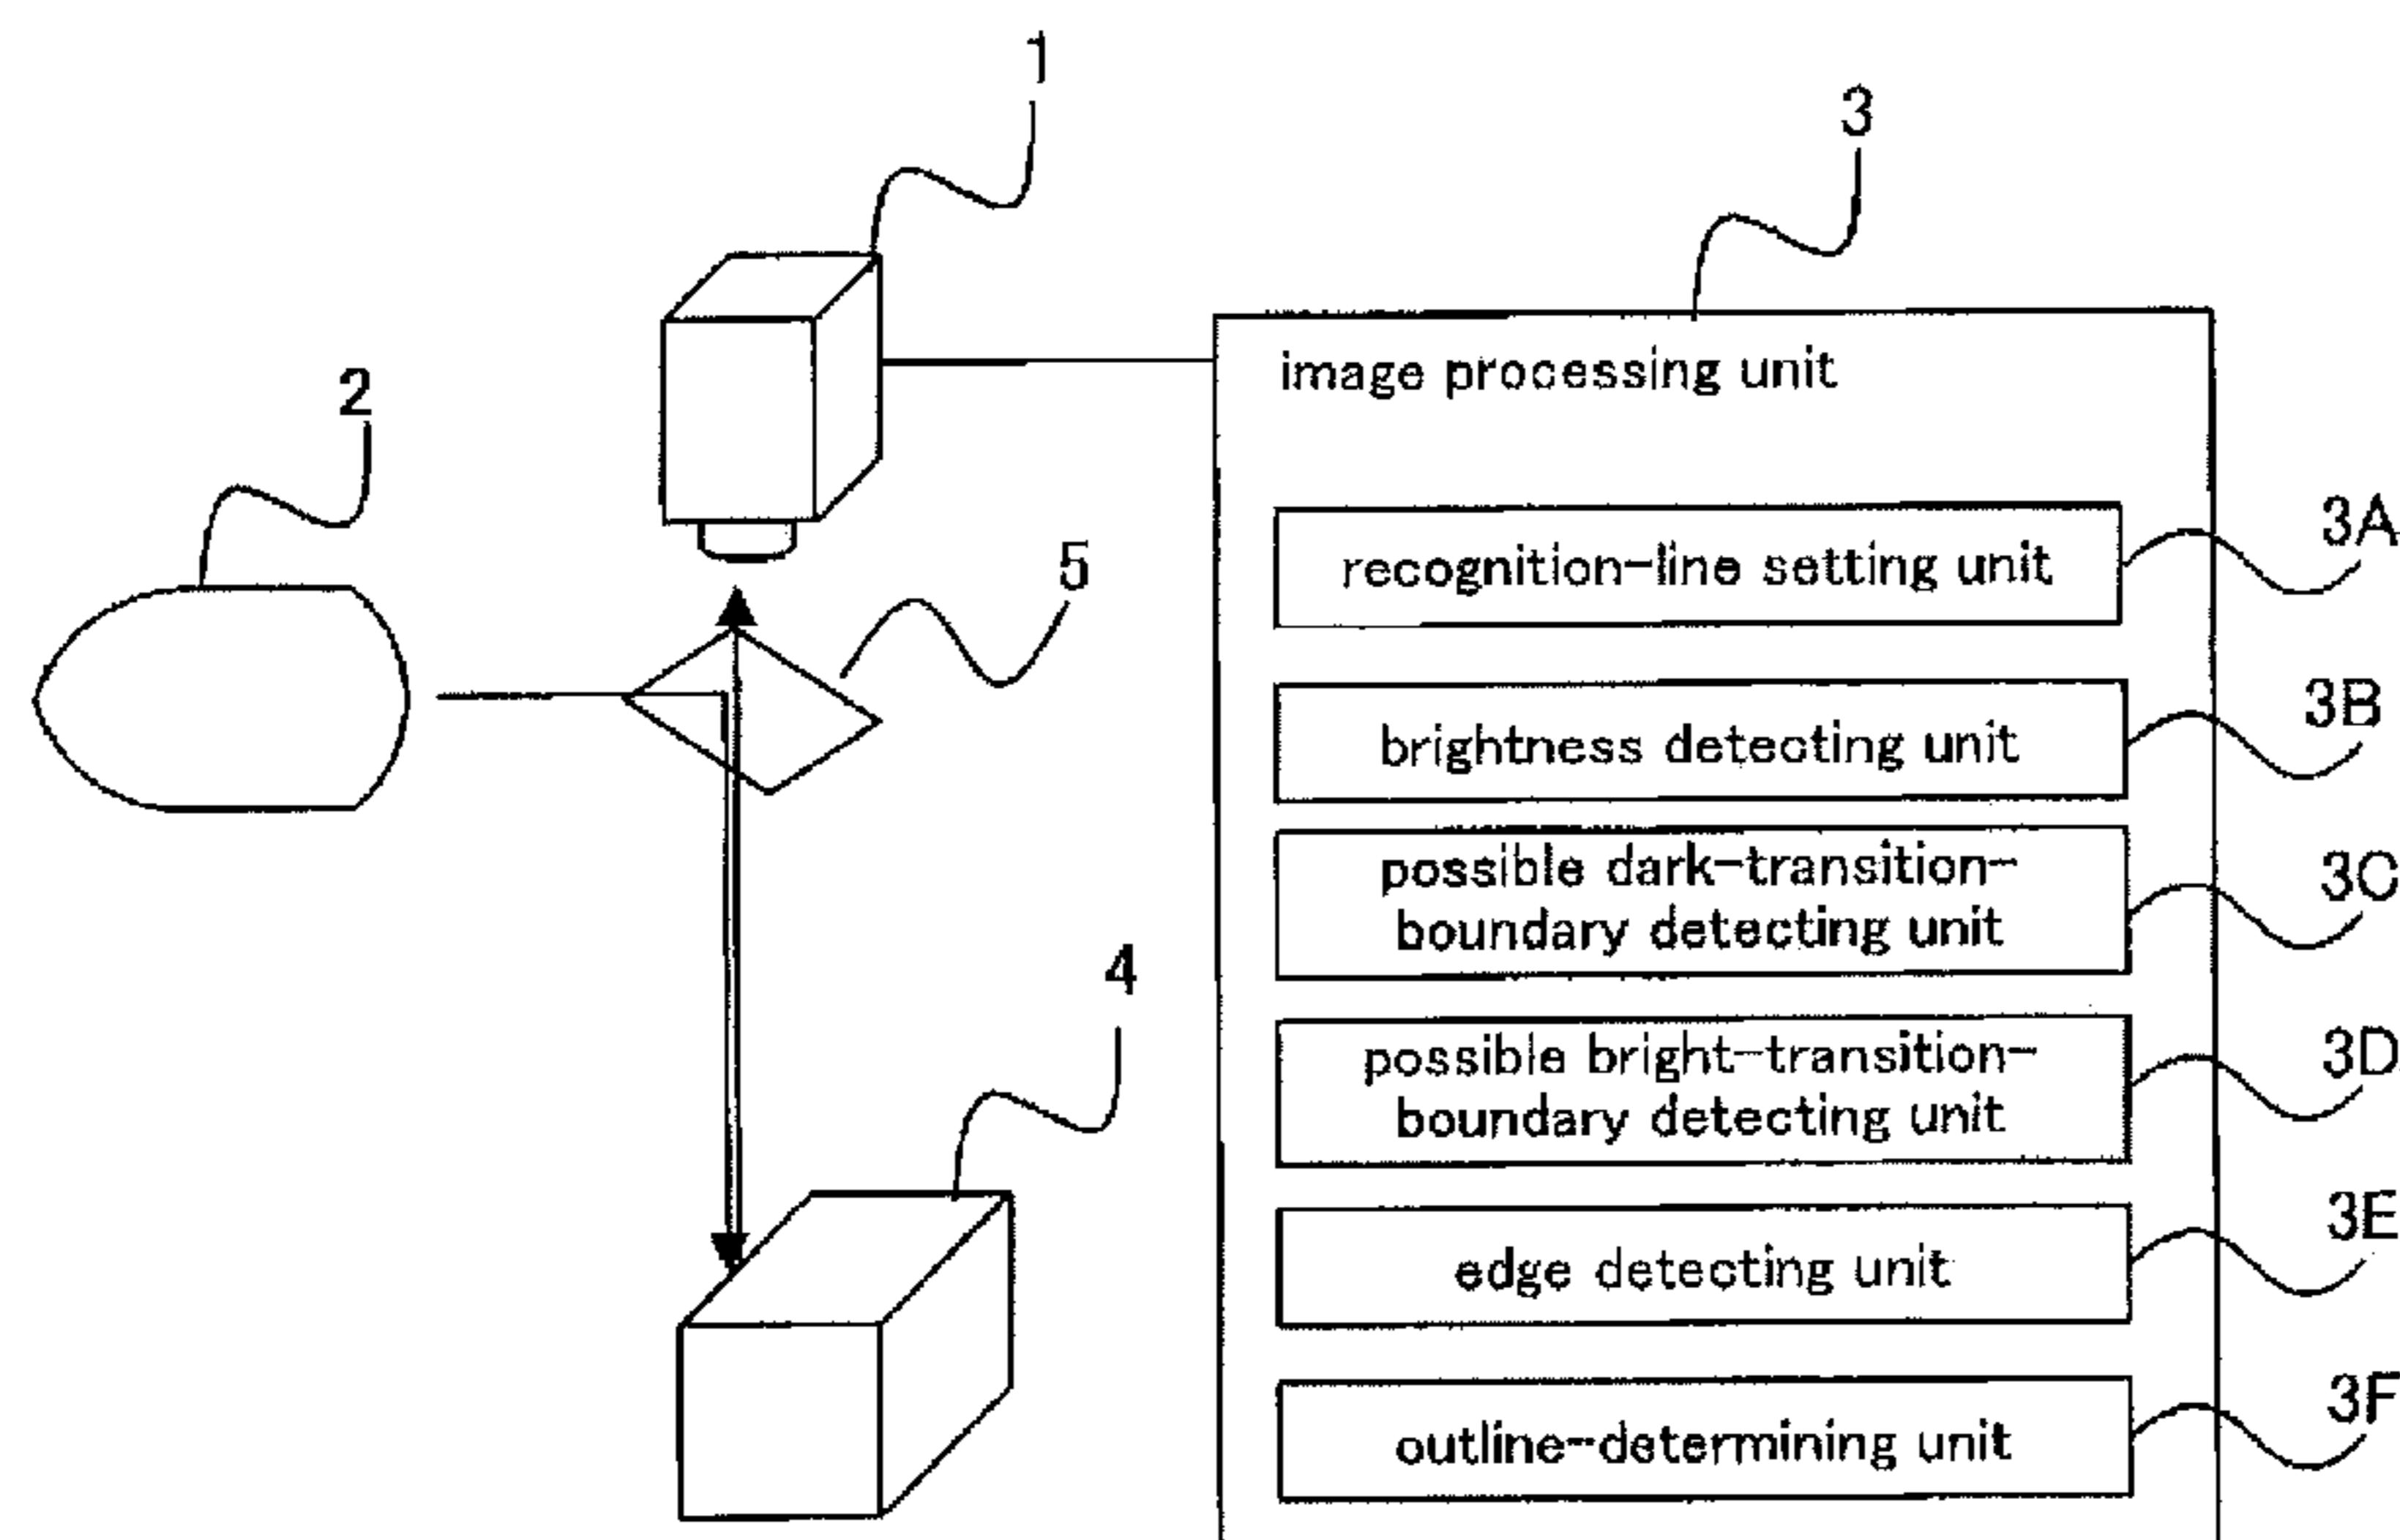 1
3
image processing unit
2
3A
recognition-line setting unit
5
3B
brightness detecting unit
possible dark-transition-
3C
boundary detecting unit
4
possible bright-transition-
3D
boundary detecting unit
3E
edge detecting unit
3F
outline-determining unit